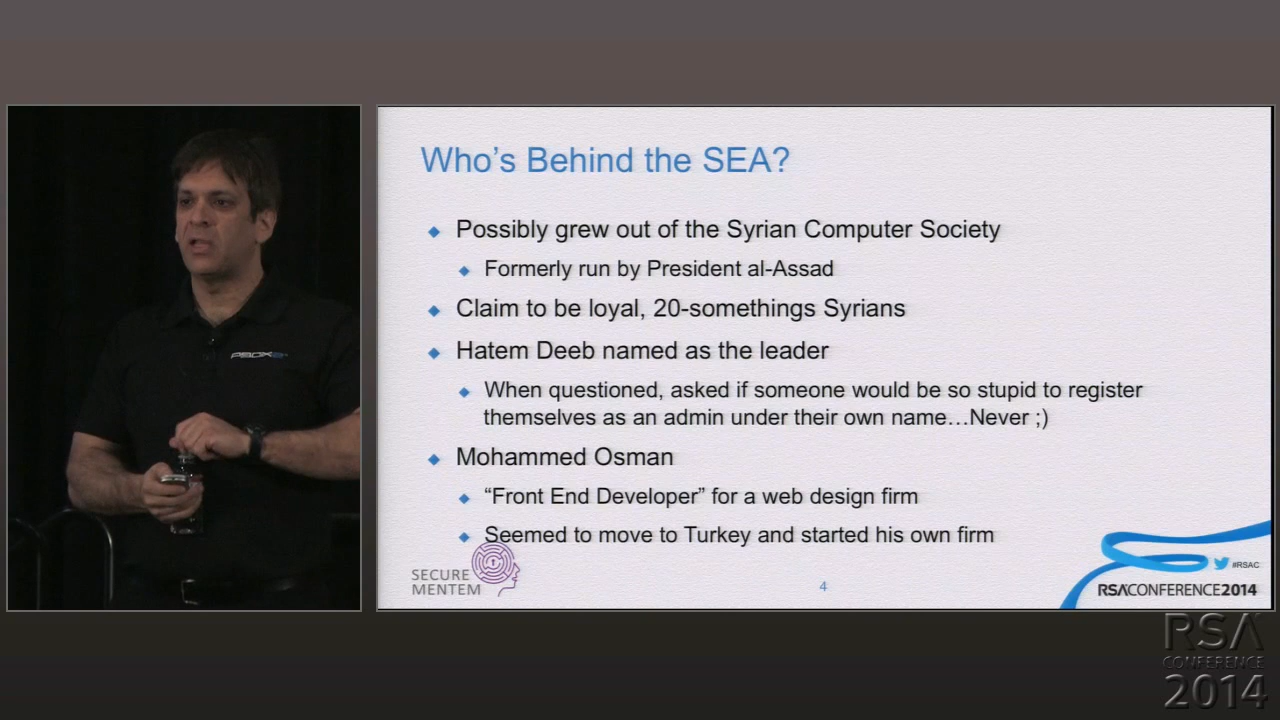 Who's Behind the SEA?
Possibly grew out of the Syrian Computer Society
Formerly run by President al-Assad
Claim to be loyal, 20-somethings Syrians
Hatem Deeb named as the leader
When questioned, asked if someone would be so stupid to register
themselves as an admin under their own name…Never ;)
Mohammed Osman
“Front End Developer” for a web design firm
Seemed to move to Turkey and started his own firm
SECURE
MENTEM
4
#RSAC
RSACONFERENCE2014
RSA
CONFERENCE
2014